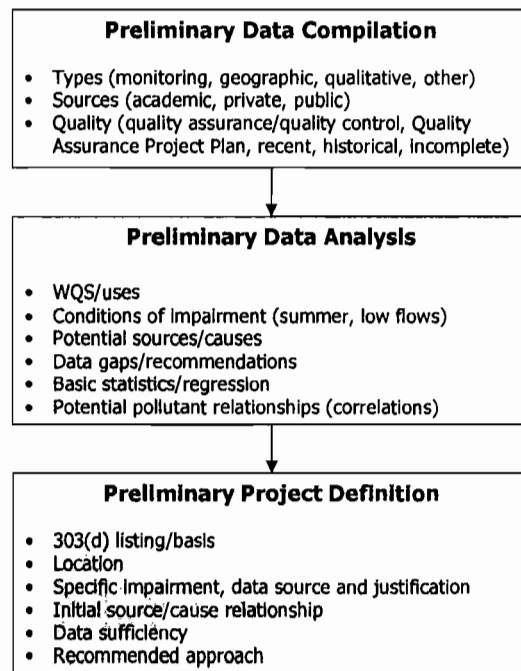 Preliminary Data Compilation
• Types (monitoring, geographic, qualitative, other)
• Sources (academic, private, public)
• Quality (quality assurance/quality control, Quality
Assurance Project Plan, recent, historical, incomplete)
Preliminary Data Analysis
• WQS/uses
• Conditions of impairment (summer, low flows)
• Potential sources/causes
• Data gaps/recommendations
• Basic statistics/regression
• Potential pollutant relationships (correlations)
Preliminary Project Definition
• 303(d) listing/basis
• Location
• Specific impairment, data source and justification
• Initial source/cause relationship
• Data sufficiency
• Recommended approach